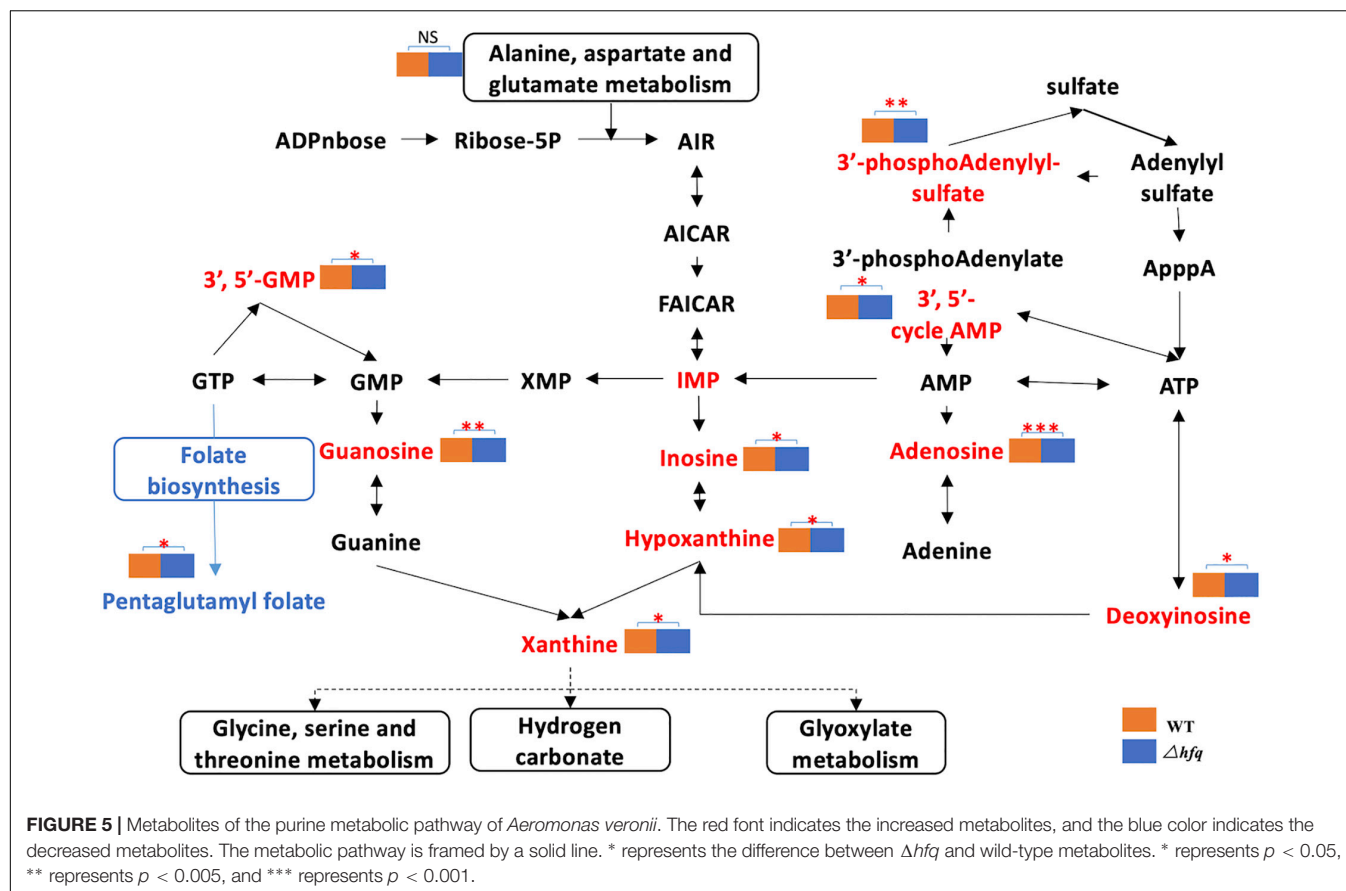 NS
Alanine, aspartate and
glutamate metabolism
sulfate
**
ADPnbose
Ribose-5P
AIR
3’-phosphoAdenylyl-
sulfate
Adenylyl
sulfate
AICAR
3’-phosphoAdenylate
ApppA
*
3’, 5’-GMP
*
3’, 5’-
cycle AMP
FAICAR
GTP
GMP
XMP
IMP
AMP
ATP
Folate
biosynthesis
Guanosine
**
Inosine
*
Adenosine
***
Guanine
Hypoxanthine
*
Adenine
*
Pentaglutamyl folate
*
Deoxyinosine
Xanthine
*
Glycine, serine and
threonine metabolism
Hydrogen
carbonate
Glyoxylate
metabolism
WT
△hfq
FIGURE 5 | Metabolites of the purine metabolic pathway of Aeromonas veronii. The red font indicates the increased metabolites, and the blue color indicates the
decreased metabolites. The metabolic pathway is framed by a solid line. * represents the difference between Δhfq and wild-type metabolites. * represents p < 0.05,
** represents p < 0.005, and *** represents p < 0.001.